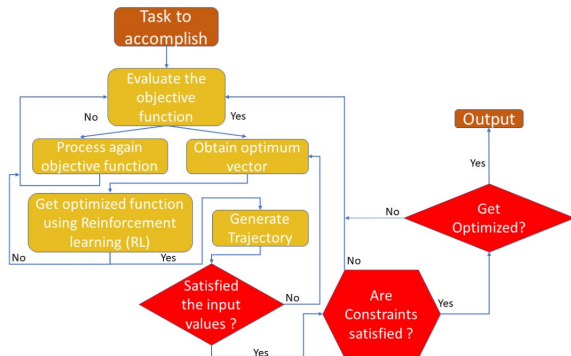 Task to
accomplish
Evaluate the
objective
function
No
Yes
Process again
objective function
Obtain optimum
vector
Get optimized function
using Reinforcement
learning (RL)
No
Yes
Generate
Trajectory
Satisfied
the input
values ?
No
Yes
Are
Constraints
satisfied ?
No
Yes
Get
Optimized?
No
Yes
Output